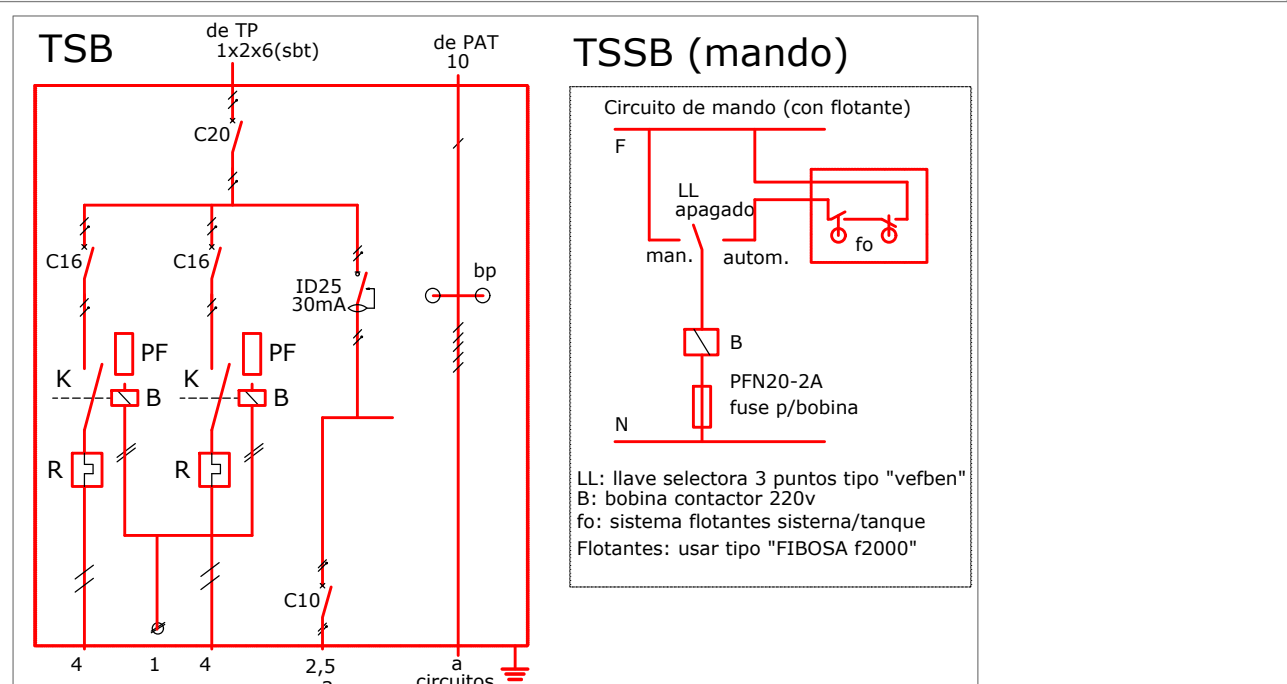 TSB
de TP
1x2x6(sbt)
de PAT
10
C20
C16
C16
ID25
30mA
bp
PF
PF
K
B
K
B
R
R
C10
4
1
4
2,5
a
circuitos
TSSB (mando)
Circuito de mando (con flotante)
F
LL
apagado
man.
autom.
fo
B
PFN20-2A
fuse p/bobina
N
LL: llave selectora 3 puntos tipo "vefben"
B: bobina contactor 220v
fo: sistema flotantes sisterna/tanque
Flotantes: usar tipo "FIBOSA f2000"